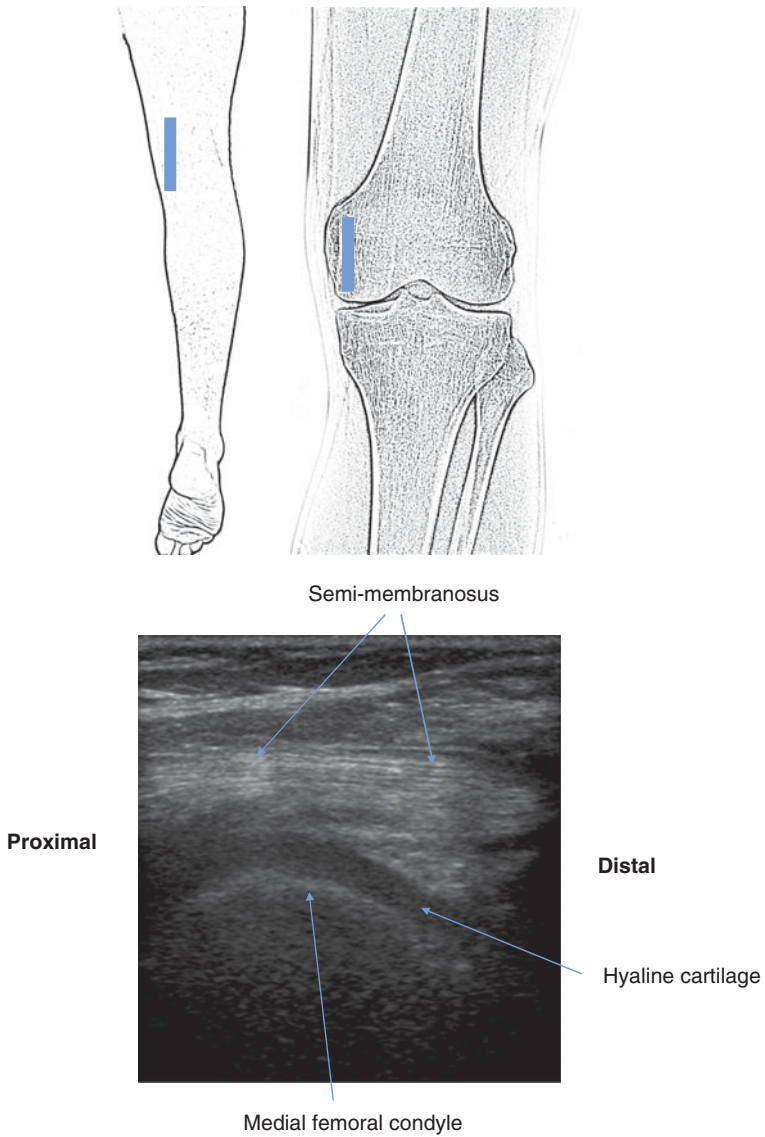 Semi-membranosus
Proximal
Distal
Hyaline cartilage
Medial femoral condyle